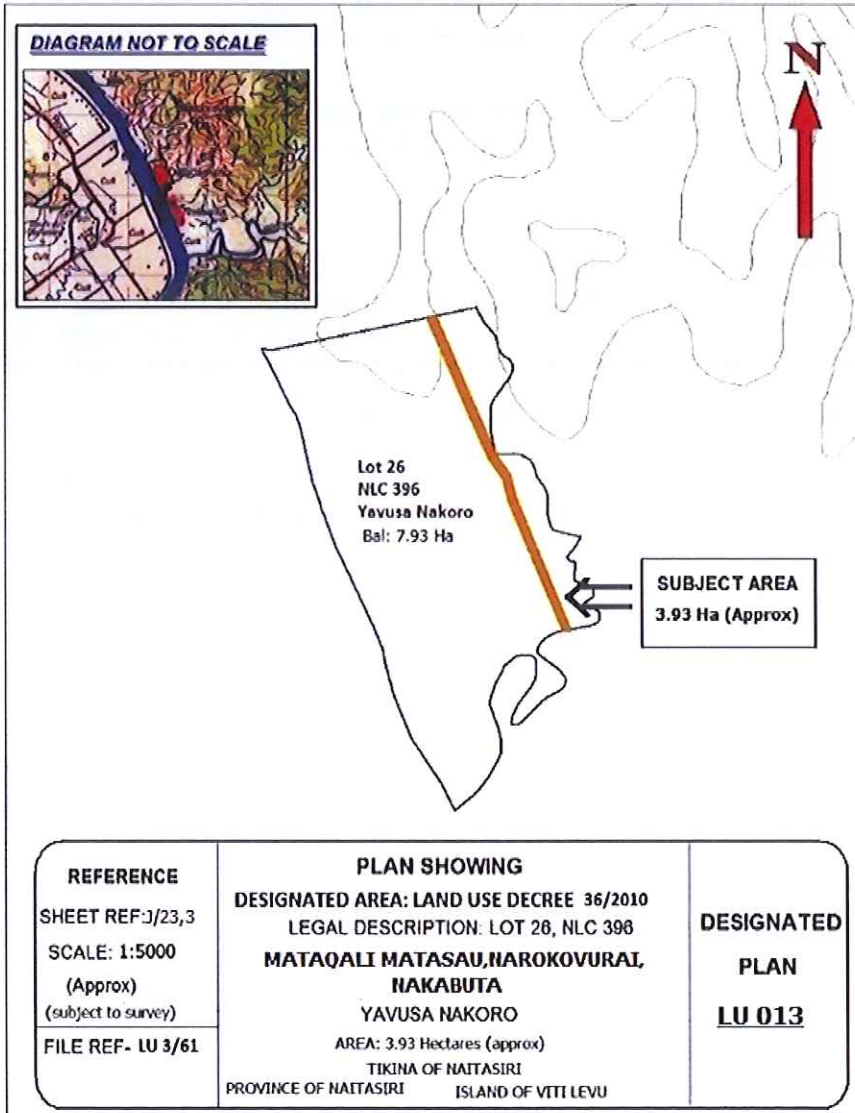 DIAGRAM NOT TO SCALE
N
Lot 26
NLC 396
Yavusa Nakoro
Bal: 7.93 Ha
SUBJECT AREA
3.93 Ha (Approx)
REFERENCE
SHEET REF:J/23,3
SCALE: 1:5000
(Approx)
(subject to survey)
FILE REF- LU 3/61
PLAN SHOWING
DESIGNATED AREA: LAND USE DECREE 36/2010
LEGAL DESCRIPTION: LOT 26, NLC 396
MATAQALI MATASAU,NAROKOVURAI,
NAKABUTA
YAVUSA NAKORO
AREA: 3.93 Hectares (approx)
TIKINA OF NAITASIRI
PROVINCE OF NAITASIRI ISLAND OF VITI LEVU
DESIGNATED
PLAN
LU 013